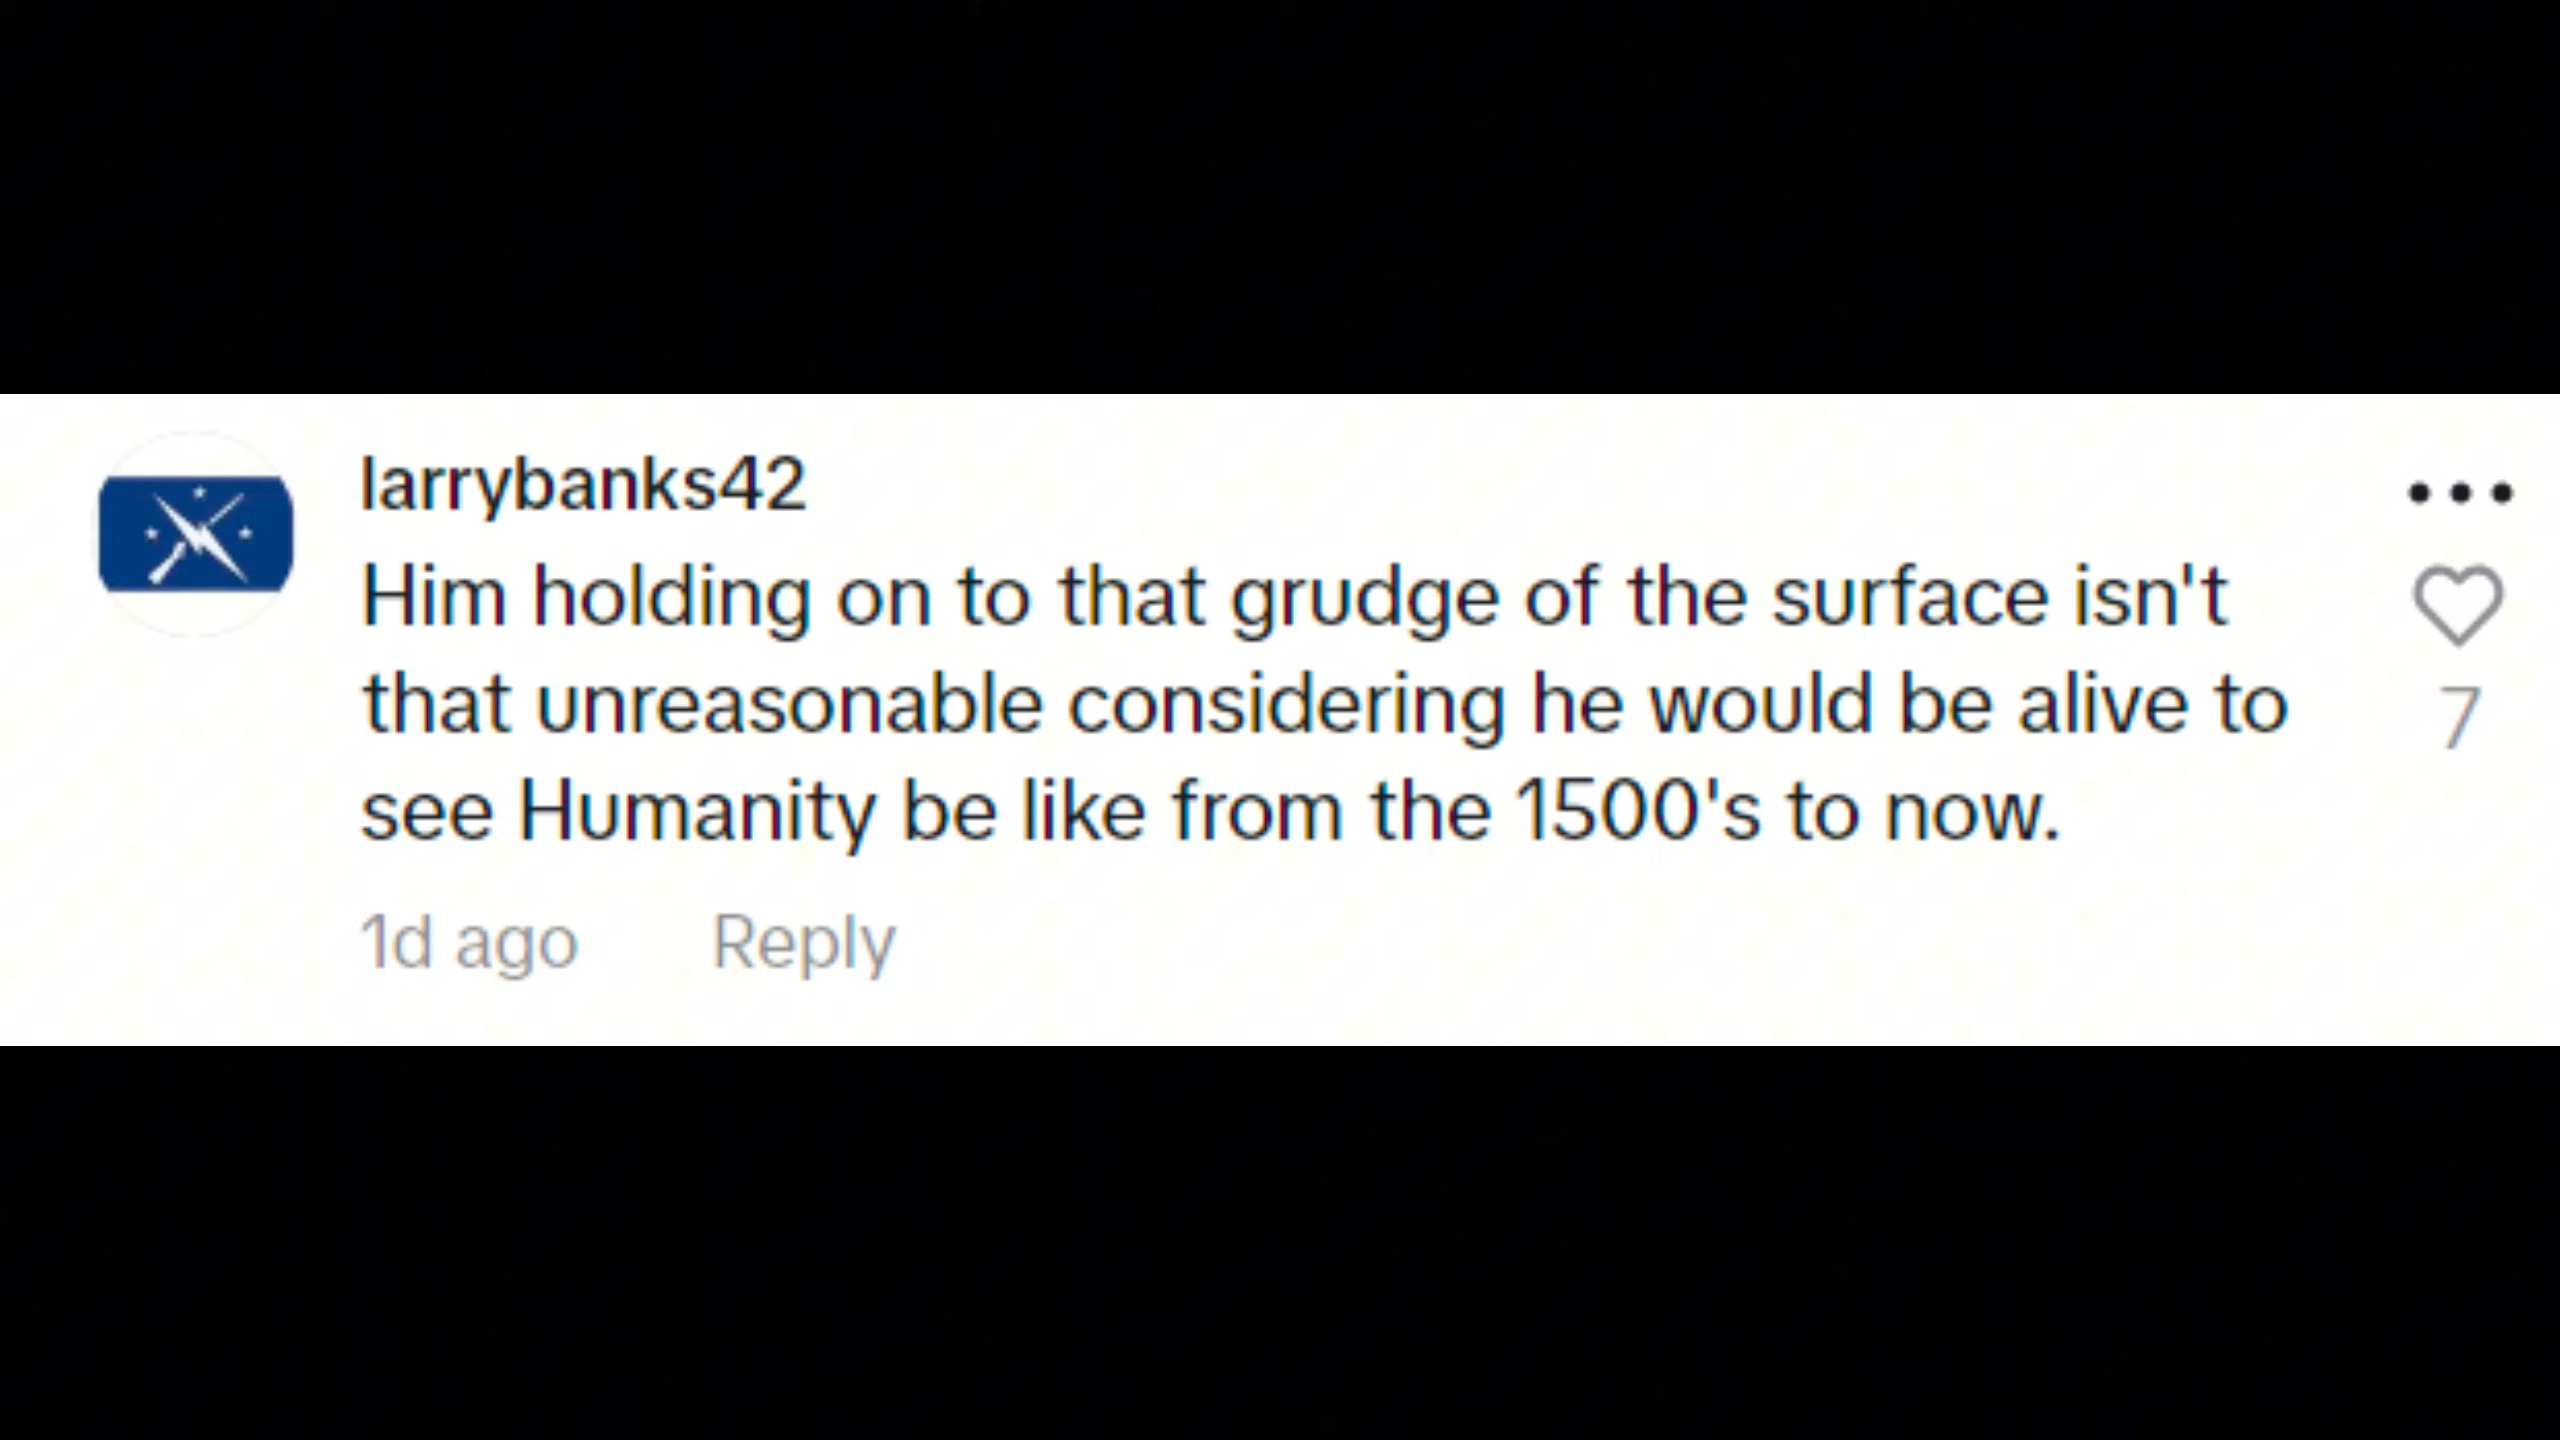 larrybanks42
Him holding on to that grudge of the surface isn't
that unreasonable considering he would be alive to
see Humanity be like from the 1500's to now.
7
1d ago Reply